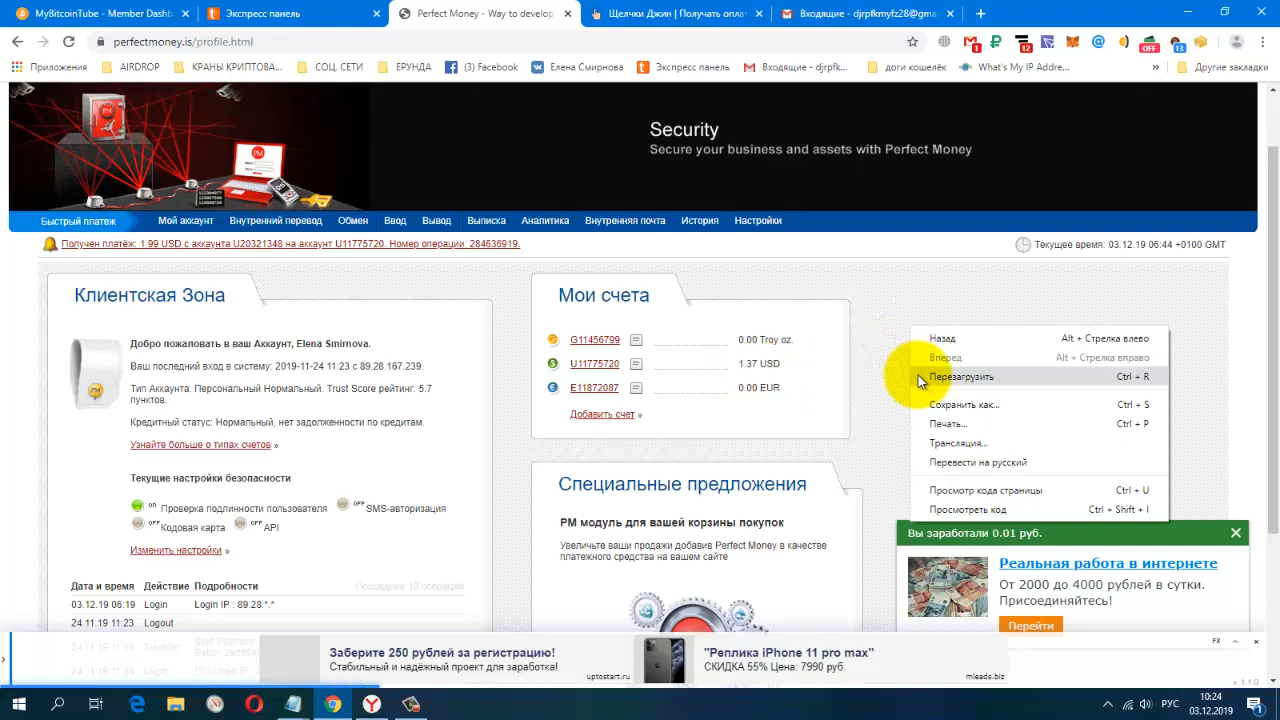 MyBitcoinTube - Member Dashb
Экспресс панель
Perfect Money - Way to develop
Щелчки Джин | Получать оплат
Входящие - djrpfkmyfz28@gmai
perfectmoney.is/profile.html
1
12
OFF
13
Приложения
AIRDROP
КРАНЫ КРИПТОВА...
СОЦ. СЕТИ
ЕРУНДА
(3) Facebook
Елена Смирнова
Экспресс панель
Входящие - djrpfk...
доги кошелёк
What's My IP Addre...
»
Другие закладки
PM
Security
Secure your business and assets with Perfect Money
Быстрый платеж
Мой аккаунт
Внутренний перевод
Обмен
Ввод
Вывод
Выписка
Аналитика
Внутренняя почта
История
Настройки
Получен платёж: 1.99 USD с аккаунта U20321348 на аккаунт U11775720. Номер операции: 284636919.
Текущее время: 03.12.19 06:44 +0100 GMT
Клиентская Зона
Добро пожаловать в ваш Аккаунт, Elena Smirnova.
Ваш последний вход в систему: 2019-11-24 11:23 с 89.28.167.239.
Тип Аккаунта: Персональный Нормальный. Trust Score рейтинг: 5.7
пунктов.
Кредитный статус: Нормальный, нет задолженности по кредитам.
Узнайте больше о типах счетов »
Текущие настройки безопасности
ON Проверка подлинности пользователя OFF SMS-авторизация
OFF Кодовая карта OFF API
Изменить настройки »
Дата и время Действие Подробности Последние 10 операций
03.12.19 06:19 Login Login IP : 89.28.*.*
24.11.19 11:23 Logout
Мои счета
G11456799 0.00 Troy oz.
U11775720 1.37 USD
E11872087 0.00 EUR
Добавить счет »
Специальные предложения
PM модуль для вашей корзины покупок
Увеличьте ваши продажи добавив Perfect Money в качестве
платежного средства на вашем сайте
Назад Alt + Стрелка влево
Вперед Alt + Стрелка вправо
Перезагрузить Ctrl + R
Сохранить как... Ctrl + S
Печать... Ctrl + P
Трансляция...
Перевести на русский
Просмотр кода страницы Ctrl + U
Просмотреть код Ctrl + Shift + I
Вы заработали 0.01 руб.
Реальная работа в интернете
От 2000 до 4000 рублей в сутки.
Присоединяйтесь!
Перейти
Заберите 250 рублей за регистрацию!
Стабильный и надёжный проект для заработка!
uptostart.ru
"Реплика iPhone 11 pro max"
СКИДКА 55% Цена: 7990 руб.
mleads.biz
FX
v. 1.1.0
РУС
10:24
03.12.2019
1